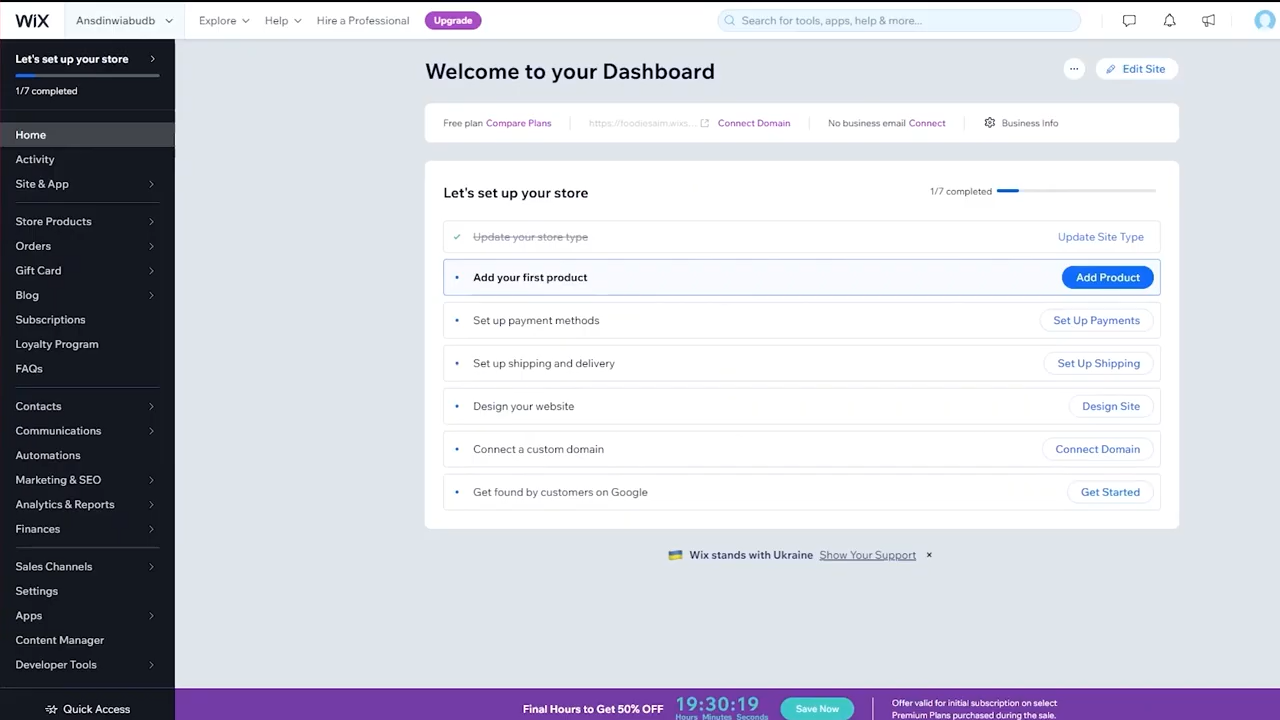 WiX Ansdinwiabudb Explore Help Hire a Professional Upgrade Search for tools, apps, help & more...
Let's set up your store
1/7 completed
Home
Activity
Site & App
Store Products
Orders
Gift Card
Blog
Subscriptions
Loyalty Program
FAQs
Contacts
Communications
Automations
Marketing & SEO
Analytics & Reports
Finances
Sales Channels
Settings
Apps
Content Manager
Developer Tools
Quick Access
Welcome to your Dashboard
... Edit Site
Free plan Compare Plans https://foodiesaim.wixs... Connect Domain No business email Connect Business Info
Let's set up your store 1/7 completed
Update your store type Update Site Type
Add your first product Add Product
Set up payment methods Set Up Payments
Set up shipping and delivery Set Up Shipping
Design your website Design Site
Connect a custom domain Connect Domain
Get found by customers on Google Get Started
Wix stands with Ukraine Show Your Support ×
Final Hours to Get 50% OFF 19:30:19 Save Now
Hours Minutes Seconds
Offer valid for initial subscription on select
Premium Plans purchased during the sale.